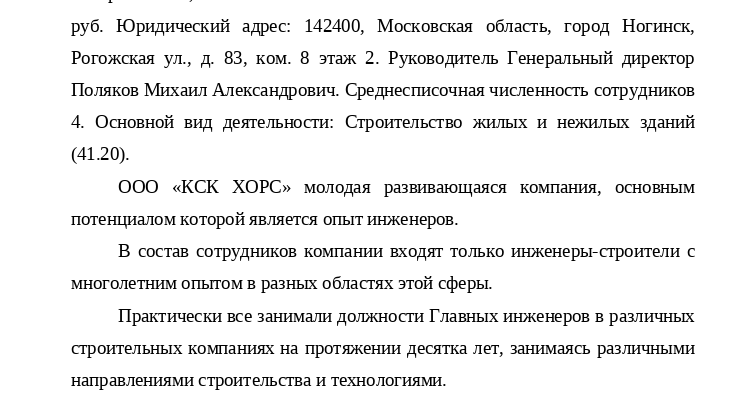 руб. Юридический адрес: 142400, Московская область, город Ногинск,
Рогожская ул., д. 83, ком. 8 этаж 2. Руководитель Генеральный директор
Поляков Михаил Александрович. Среднесписочная численность сотрудников
4. Основной вид деятельности: Строительство жилых и нежилых зданий
(41.20).
ООО «КСК ХОРС» молодая развивающаяся компания, основным
потенциалом которой является опыт инженеров.
В состав сотрудников компании входят только инженеры-строители с
многолетним опытом в разных областях этой сферы.
Практически все занимали должности Главных инженеров в различных
строительных компаниях на протяжении десятка лет, занимаясь различными
направлениями строительства и технологиями.